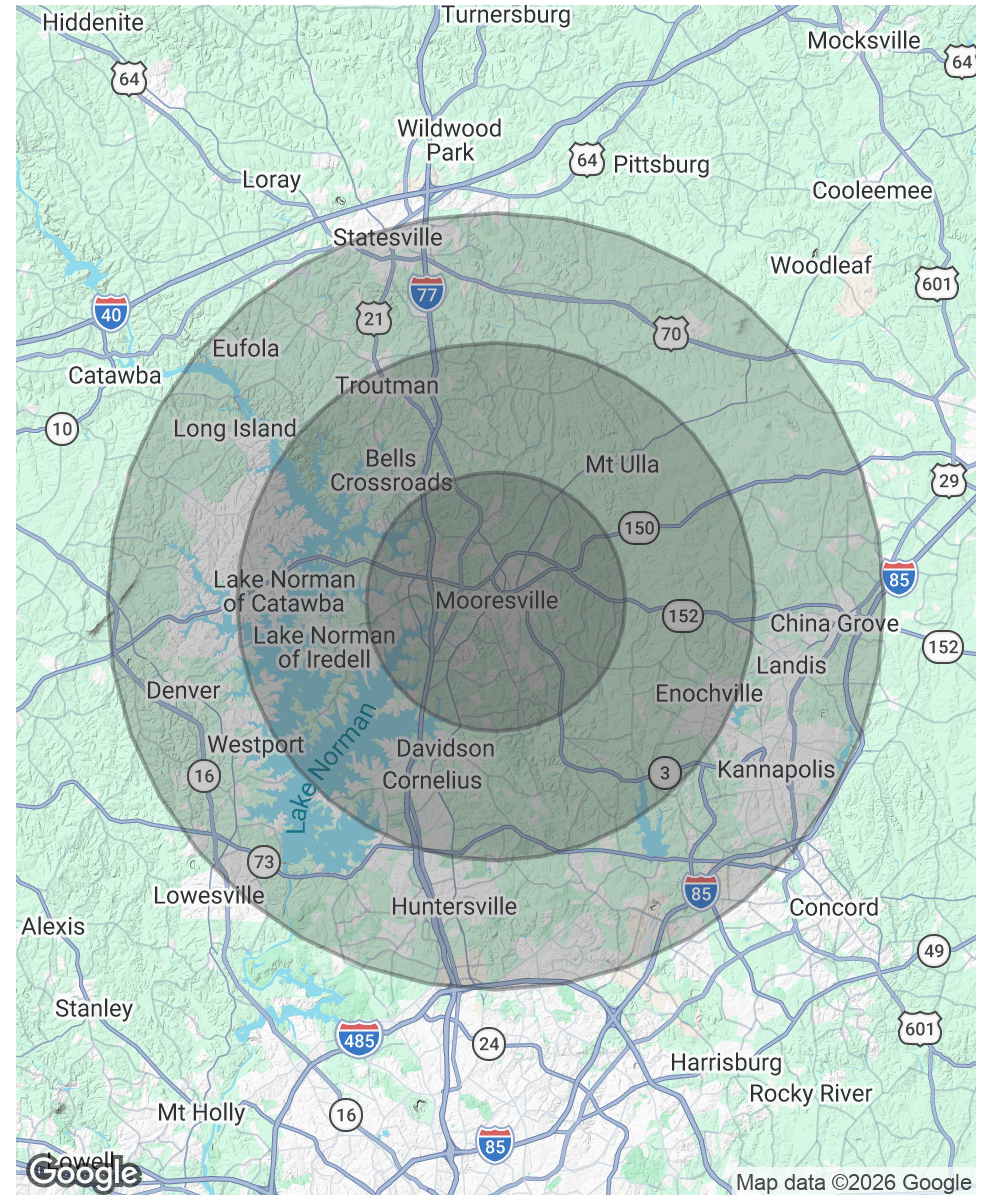 Hiddenite
Turnersburg
Mocksville
64
64
Wildwood
Park
64
Pittsburg
Loray
Cooleemee
Statesville
Woodleaf
601
77
40
21
70
Eufola
Catawba
Troutman
10
Long Island
Bells
Crossroads
Mt Ulla
29
150
85
Lake Norman
of Catawba
Mooresville
152
China Grove
Lake Norman
of Iredell
152
Landis
Denver
Enochville
Westport
Davidson
Lake Norman
16
Cornelius
3
Kannapolis
73
85
Lowesville
Huntersville
Concord
Alexis
49
Stanley
485
24
601
Harrisburg
Rocky River
Mt Holly
16
85
Lowell
Google
Map data ©2026 Google